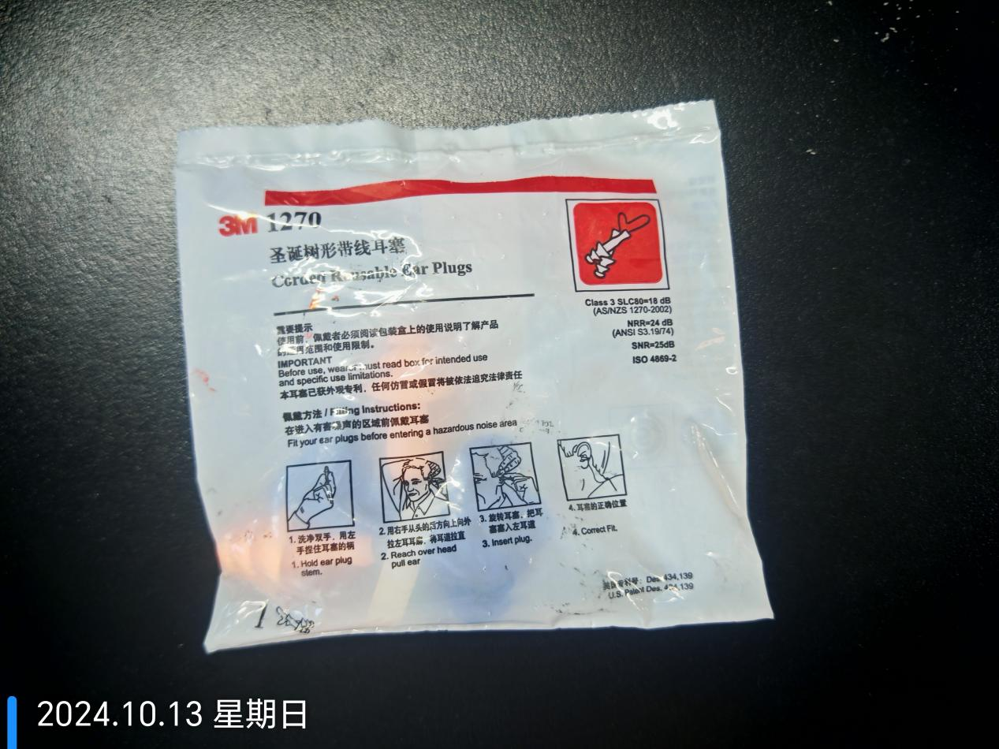 3M 1270
圣诞树形带线耳塞
Corded Reusable Ear Plugs
Class 3 SLC80=18 dB
(AS/NZS 1270-2002)
NRR=24 dB
(ANSI S3.19/74)
SNR=25dB
ISO 4869-2
重要提示
使用前，佩戴者必须阅读包装盒上的使用说明了解产品
的应用范围和使用限制。
IMPORTANT
Before use, wearer must read box for intended use
and specific use limitations.
本耳塞已获外观专利，任何仿冒或假冒将被依法追究法律责任
佩戴方法 / Fitting Instructions:
在进入有害噪声的区域前佩戴耳塞
Fit your ear plugs before entering a hazardous noise area
1. 洗净双手，用左
手捏住耳塞的柄
1. Hold ear plug
stem.
2. 用右手从头的后方向上向外
拉左耳耳廓，将耳道拉直
2. Reach over head
pull ear
3. 旋转耳塞，把耳
塞塞入左耳道
3. Insert plug.
4. 耳塞的正确位置
4. Correct Fit.
美国专利号：Des. 434,139
U.S. Patent Des. 434,139
1
2024.10.13 星期日